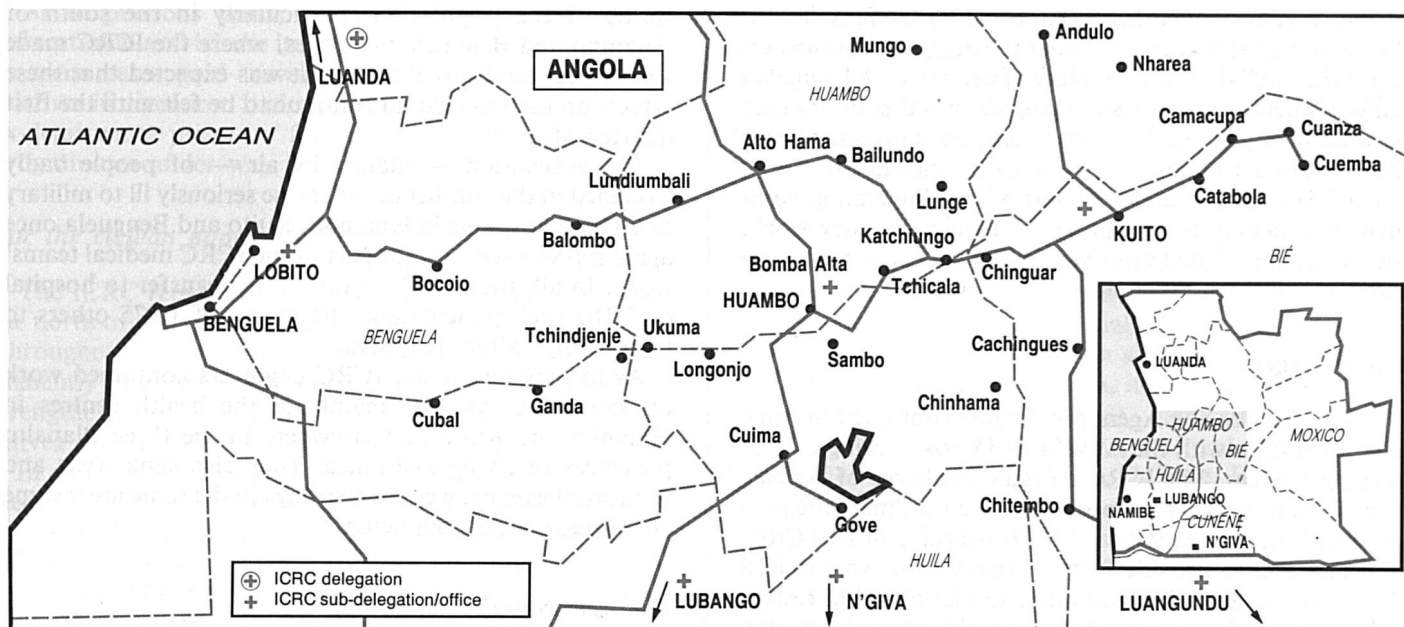 ANGOLA
LUANDA
ATLANTIC OCEAN
Mungo
Andulo
Nharea
HUAMBO
Camacupa
Cuanza
Cuemba
Alto Hama
Bailundo
Lundiumbali
Lunge
Catabola
Balombo
Katchiungo
KUITO
LOBITO
Bocoio
Bomba Alta
Chinguar
BIÉ
Tchicala
BENGUELA
HUAMBO
BENGUELA
Tchindjenje
Ukuma
Sambo
Cachingues
Longonjo
Chinhama
Cubal
Ganda
Cuima
Chitembo
Gove
HUILA
LUANDA
HUAMBO
MOXICO
BENGUELA
BIÉ
HUÍLA
LUBANGO
NAMIBE
CUNENE
N'GIVA
ICRC delegation
ICRC sub-delegation/office
LUBANGO
N'GIVA
LUANGUNDU